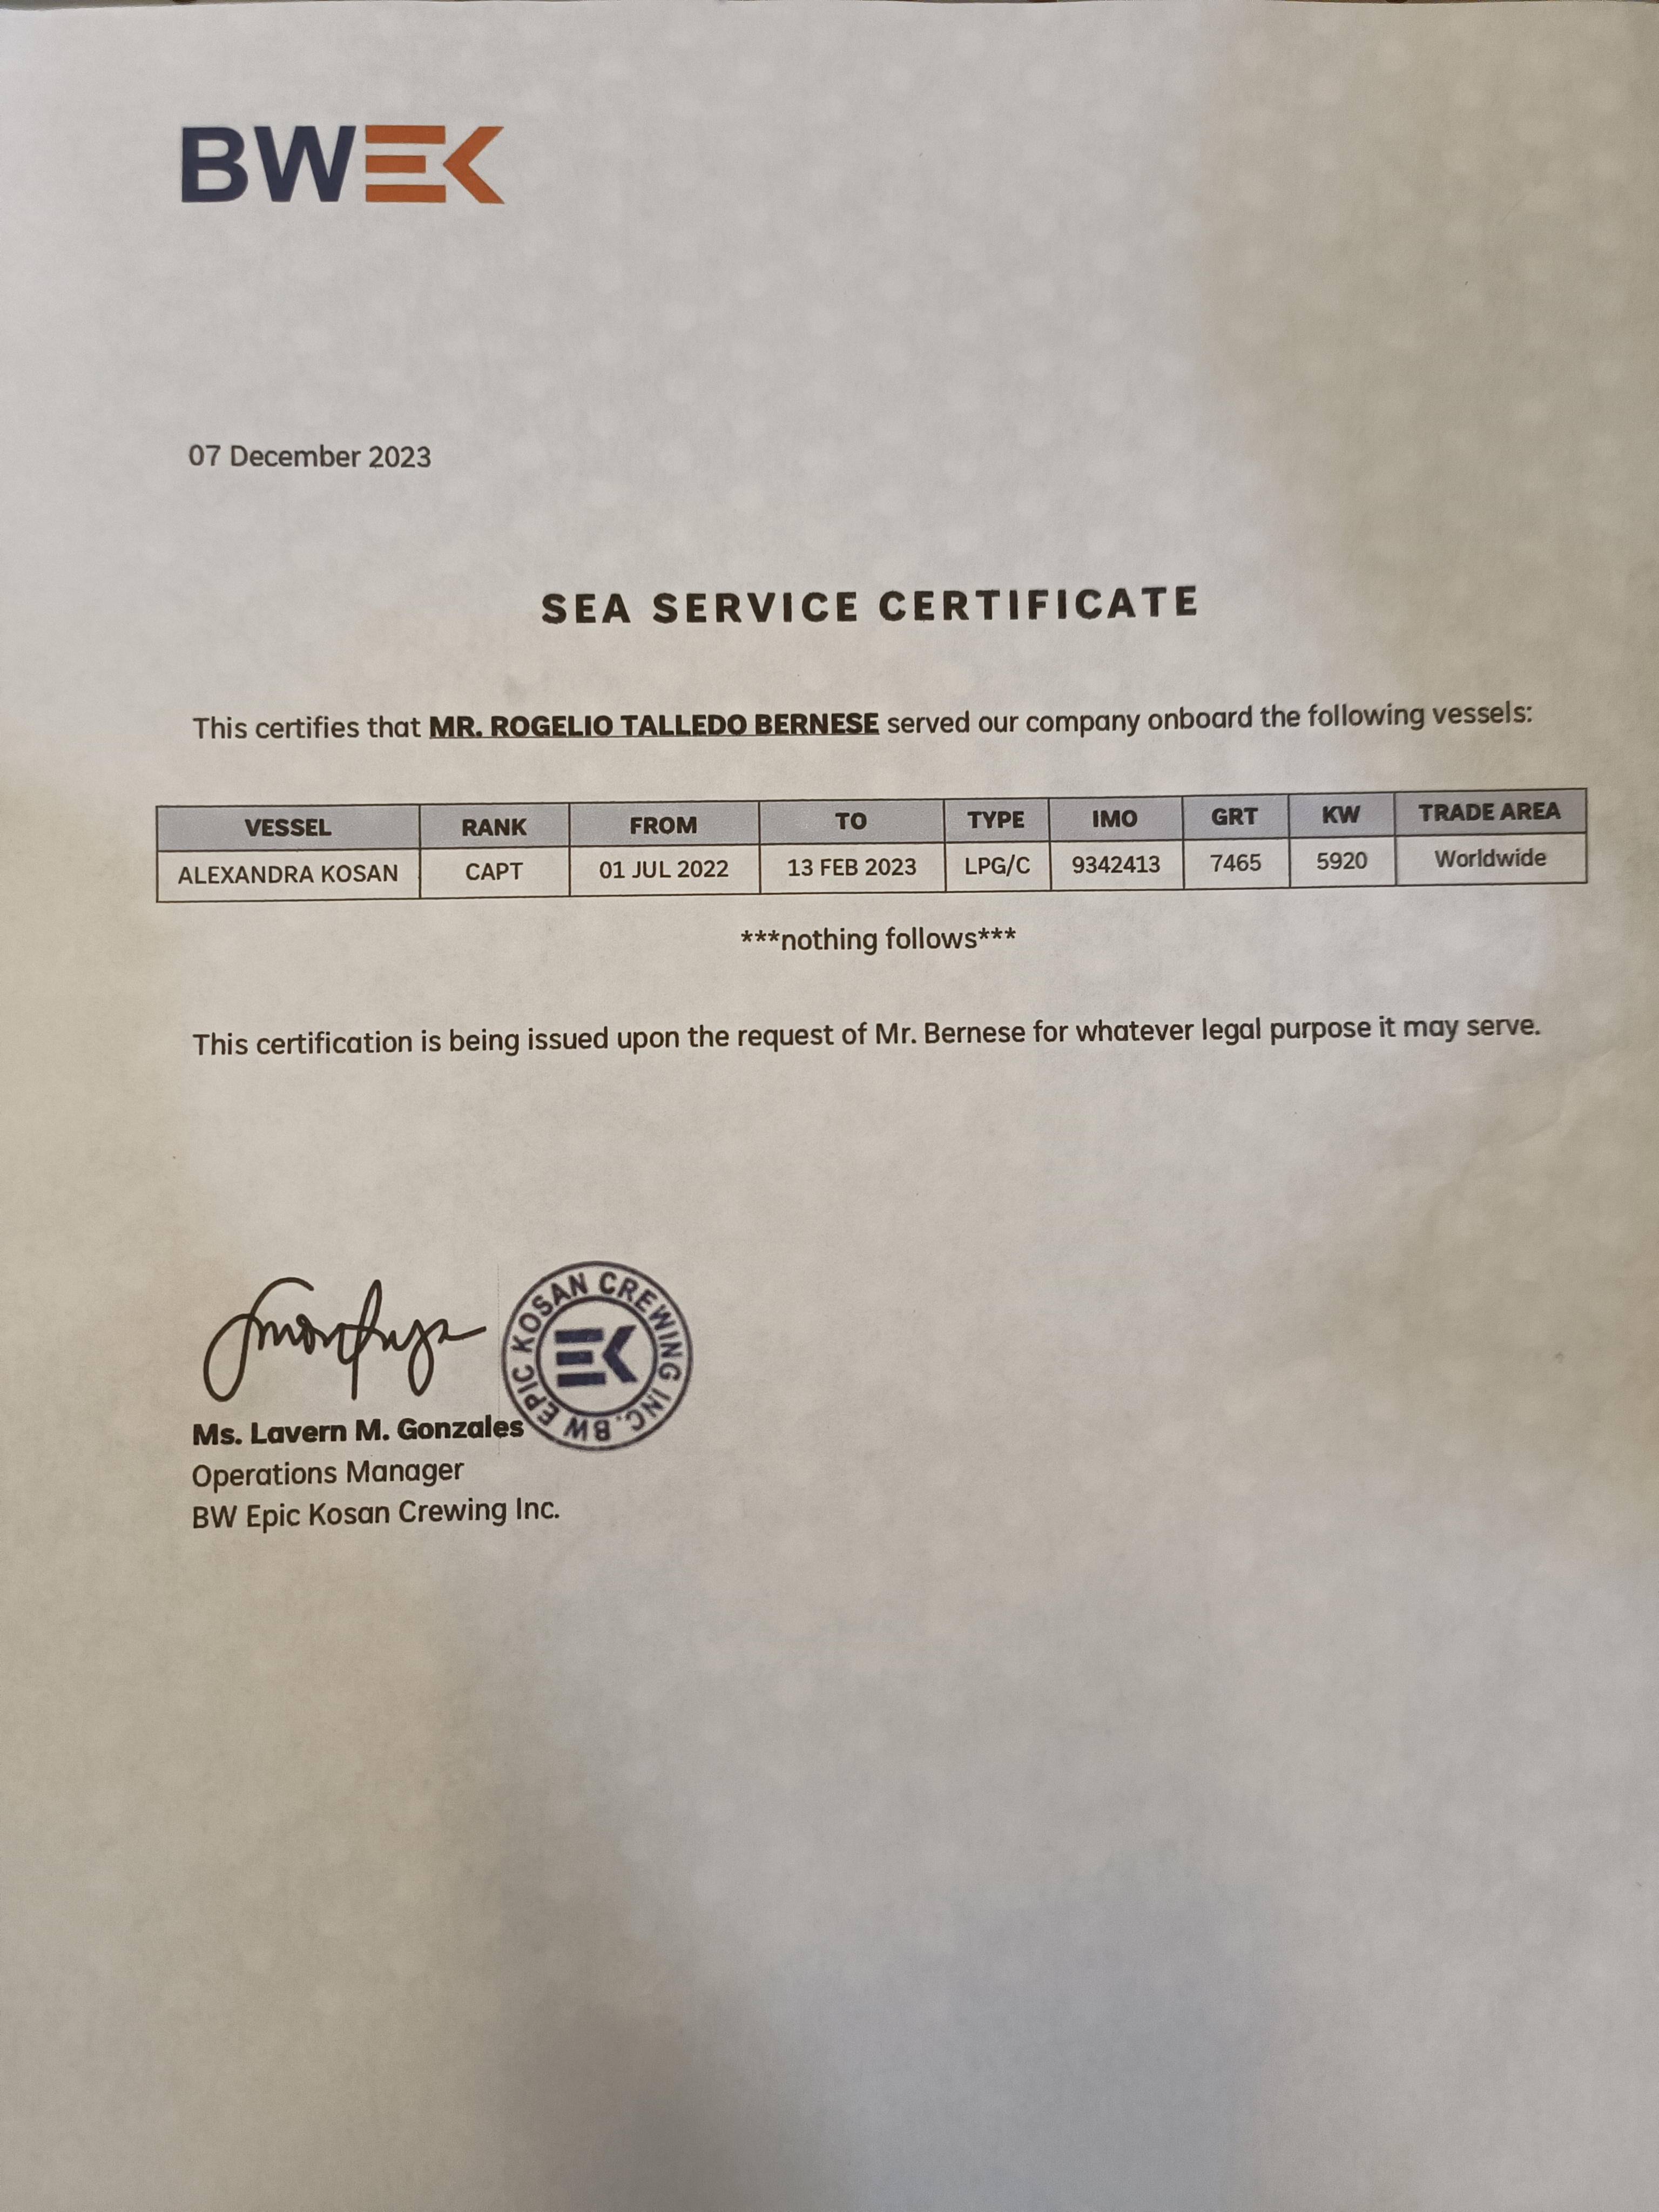 BWEK
07 December 2023
SEA SERVICE CERTIFICATE
This certifies that MR. ROGELIO TALLEDO BERNESE served our company onboard the following vessels:
VESSEL RANK FROM TO TYPE IMO GRT KW TRADE AREA
ALEXANDRA KOSAN CAPT 01 JUL 2022 13 FEB 2023 LPG/C 9342413 7465 5920 Worldwide
***nothing follows***
This certification is being issued upon the request of Mr. Bernese for whatever legal purpose it may serve.
BW EPIC KOSAN CREWING INC.
EK
Ms. Lavern M. Gonzales
Operations Manager
BW Epic Kosan Crewing Inc.